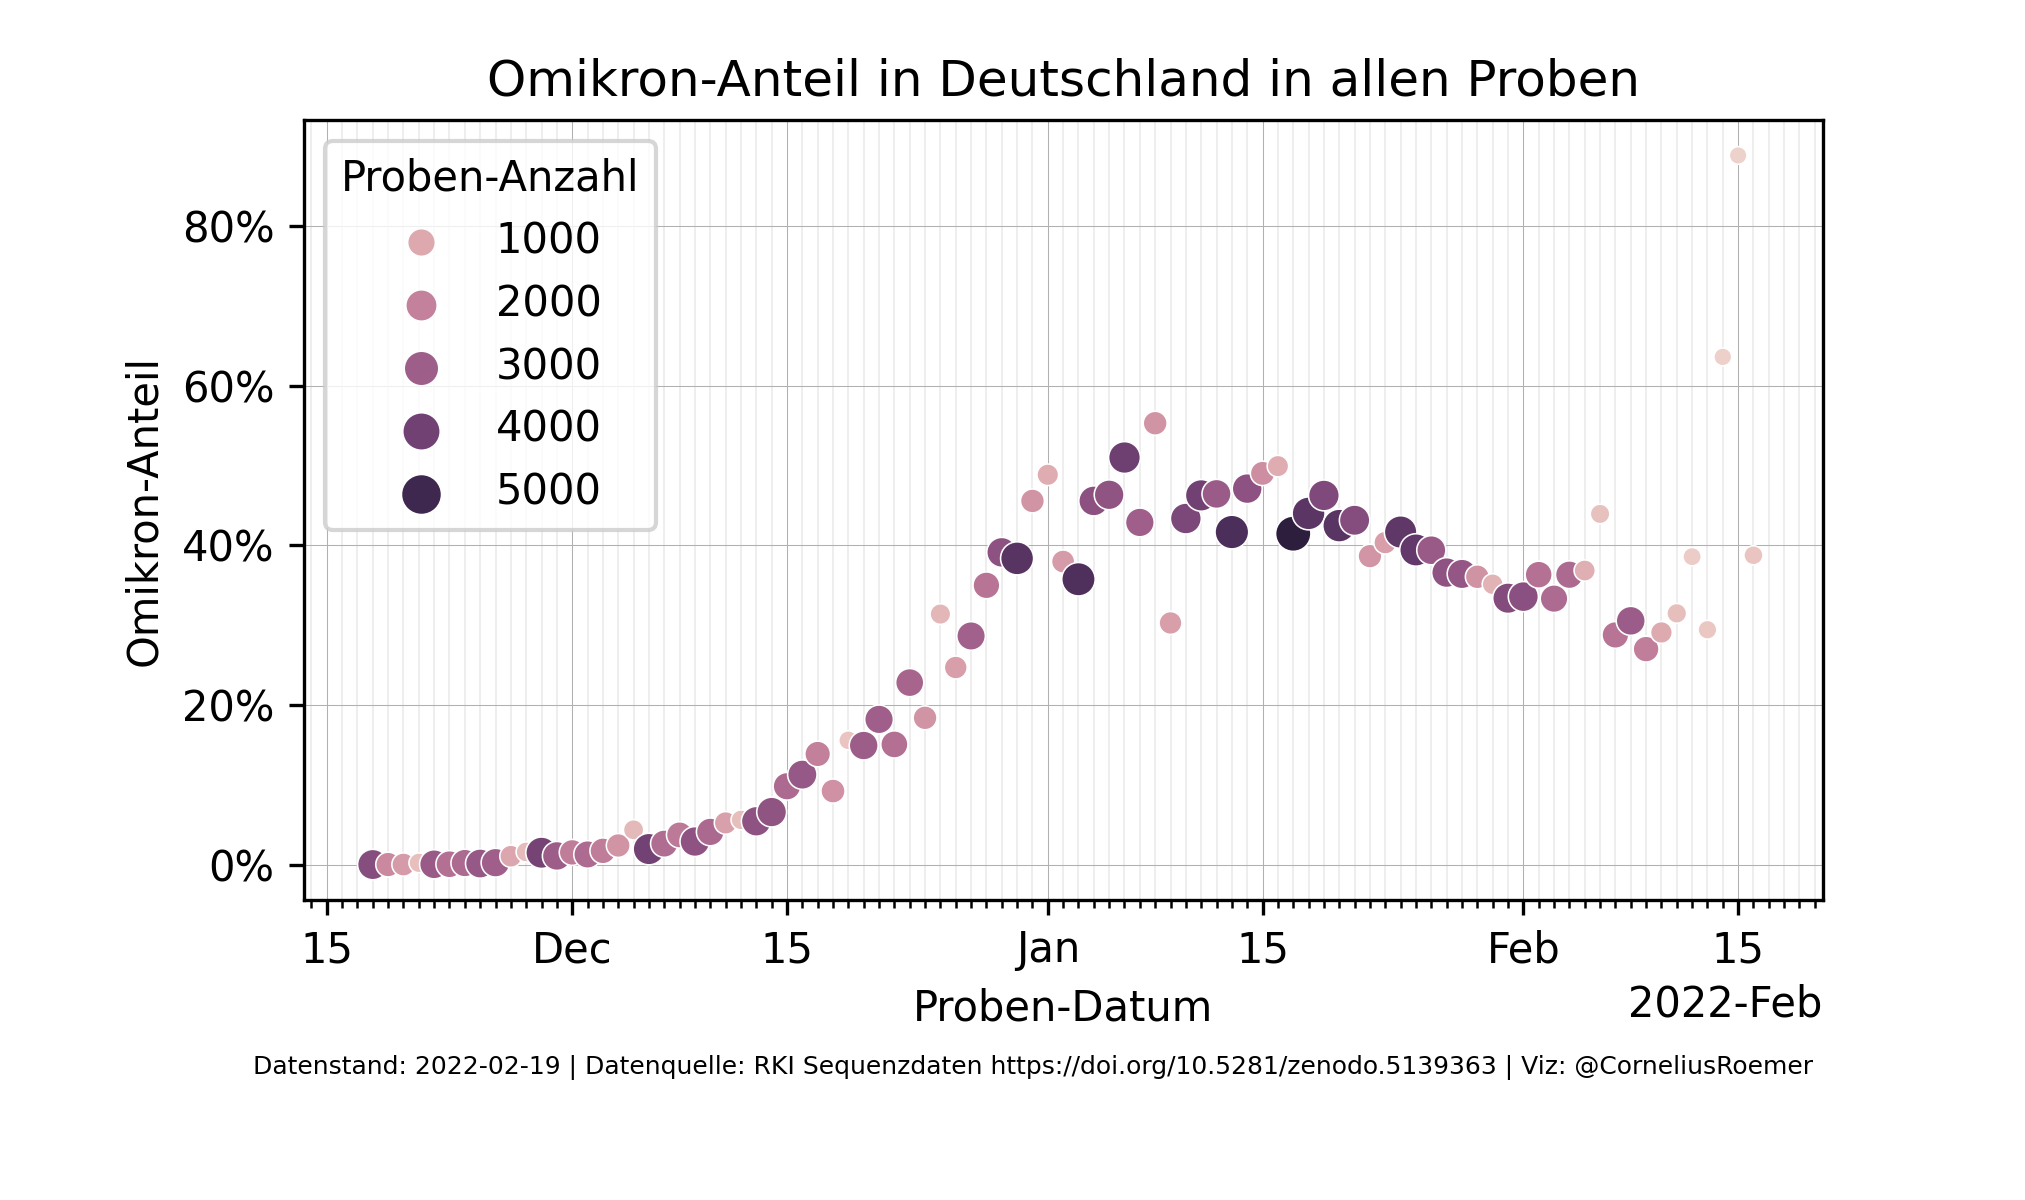 Omikron-Anteil in Deutschland in allen Proben
Proben-Anzahl
1000
2000
3000
4000
5000
Omikron-Anteil
80%
60%
40%
20%
0%
15 Dec 15 Jan 15 Feb 15
2022-Feb
Proben-Datum
Datenstand: 2022-02-19 | Datenquelle: RKI Sequenzdaten https://doi.org/10.5281/zenodo.5139363 | Viz: @CorneliusRoemer